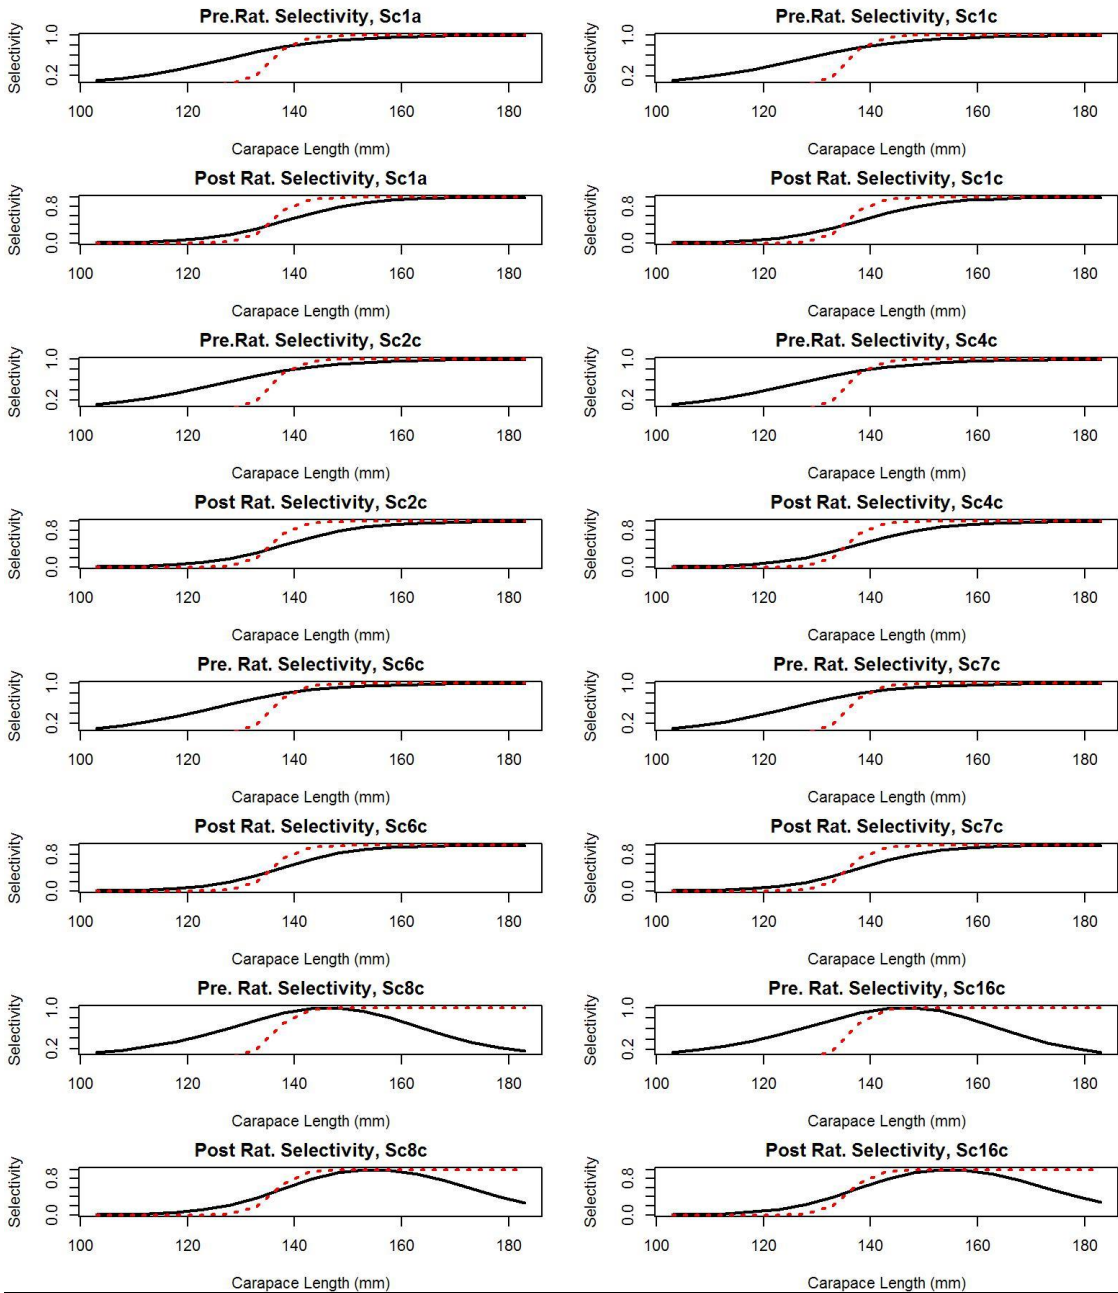 Pre.Rat. Selectivity, Sc1a
Selectivity
1.0
0.2
100 120 140 160 180
Carapace Length (mm)
Pre.Rat. Selectivity, Sc1c
Selectivity
1.0
0.2
100 120 140 160 180
Carapace Length (mm)
Post Rat. Selectivity, Sc1a
Selectivity
0.8
0.0
100 120 140 160 180
Carapace Length (mm)
Post Rat. Selectivity, Sc1c
Selectivity
0.8
0.0
100 120 140 160 180
Carapace Length (mm)
Pre.Rat. Selectivity, Sc2c
Selectivity
1.0
0.2
100 120 140 160 180
Carapace Length (mm)
Pre.Rat. Selectivity, Sc4c
Selectivity
1.0
0.2
100 120 140 160 180
Carapace Length (mm)
Post Rat. Selectivity, Sc2c
Selectivity
0.8
0.0
100 120 140 160 180
Carapace Length (mm)
Post Rat. Selectivity, Sc4c
Selectivity
0.8
0.0
100 120 140 160 180
Carapace Length (mm)
Pre. Rat. Selectivity, Sc6c
Selectivity
1.0
0.2
100 120 140 160 180
Carapace Length (mm)
Pre. Rat. Selectivity, Sc7c
Selectivity
1.0
0.2
100 120 140 160 180
Carapace Length (mm)
Post Rat. Selectivity, Sc6c
Selectivity
0.8
0.0
100 120 140 160 180
Carapace Length (mm)
Post Rat. Selectivity, Sc7c
Selectivity
0.8
0.0
100 120 140 160 180
Carapace Length (mm)
Pre. Rat. Selectivity, Sc8c
Selectivity
1.0
0.2
100 120 140 160 180
Carapace Length (mm)
Pre. Rat. Selectivity, Sc16c
Selectivity
1.0
0.2
100 120 140 160 180
Carapace Length (mm)
Post Rat. Selectivity, Sc8c
Selectivity
0.8
0.0
100 120 140 160 180
Carapace Length (mm)
Post Rat. Selectivity, Sc16c
Selectivity
0.8
0.0
100 120 140 160 180
Carapace Length (mm)